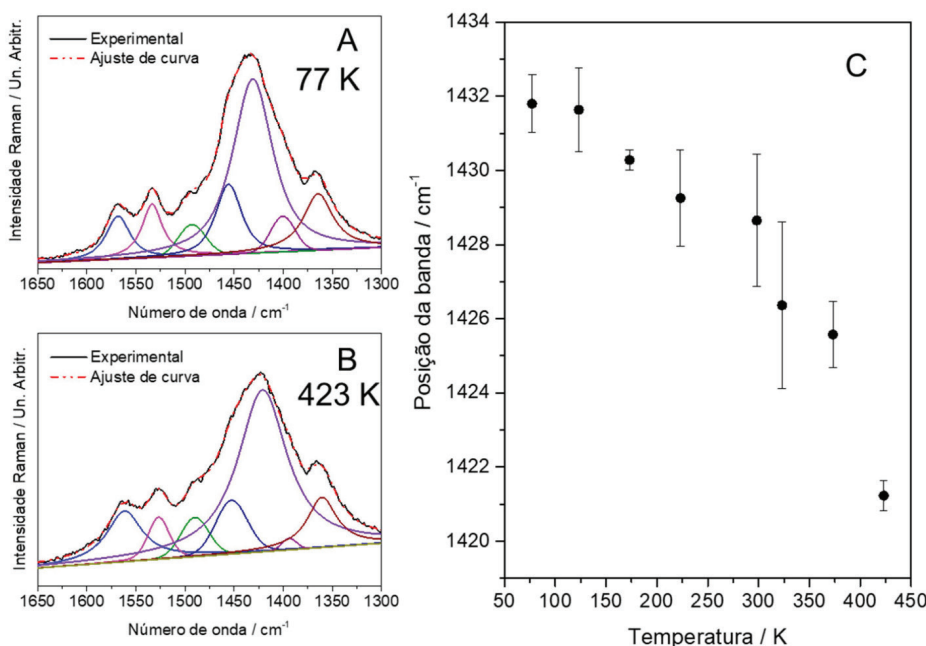 Experimental
Ajuste de curva
A
77 K
Intensidade Raman / Un. Arbitr.
1650 1600 1550 1500 1450 1400 1350 1300
Número de onda / cm-1
Experimental
Ajuste de curva
B
423 K
Intensidade Raman / Un. Arbitr.
1650 1600 1550 1500 1450 1400 1350 1300
Número de onda / cm-1
C
Posição da banda / cm-1
1434
1432
1430
1428
1426
1424
1422
1420
50 100 150 200 250 300 350 400 450
Temperatura / K